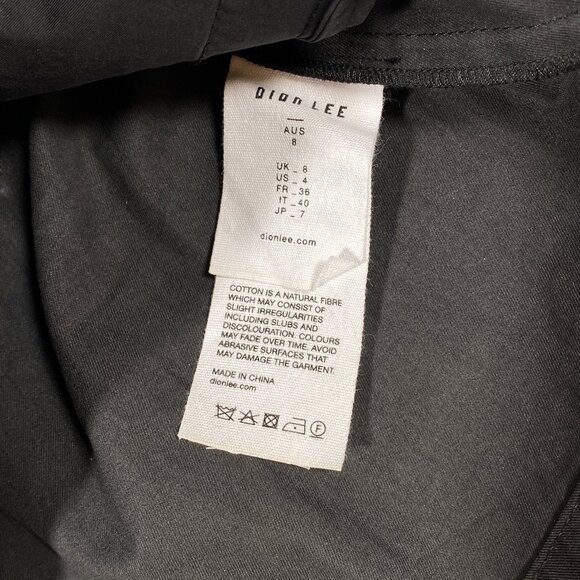 DION LEE
AUS
8
UK _ 8
US _ 4
FR _ 36
IT _ 40
JP _ 7
dionlee.com
COTTON IS A NATURAL FIBRE
WHICH MAY CONSIST OF
SLIGHT IRREGULARITIES
INCLUDING SLUBS AND
DISCOLOURATION. COLOURS
MAY FADE OVER TIME. AVOID
ABRASIVE SURFACES THAT
MAY DAMAGE THE GARMENT.
MADE IN CHINA
dionlee.com